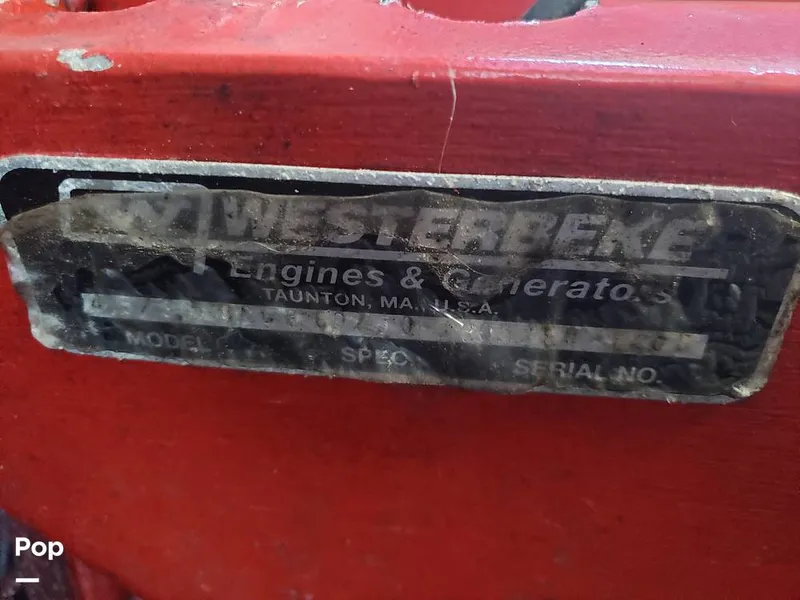 WESTERBEKE
Engines & Generators
TAUNTON, MA., U.S.A.
MODEL SPEC. SERIAL NO.
Pop